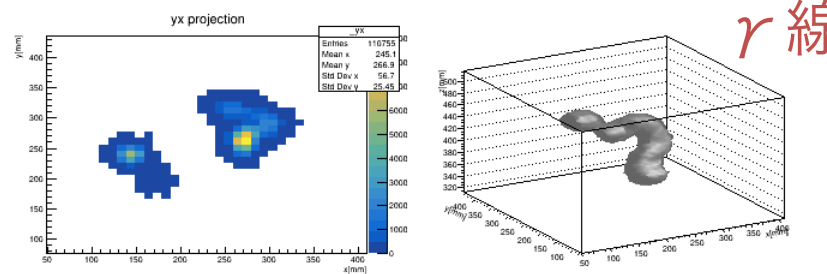 yx projection
_yx
Entries 110755
Mean x 245.1
Mean y 266.9
Std Dev x 56.7
Std Dev y 25.45
y[mm]
400
350
300
250
200
150
100
50 100 150 200 250 300 350 400
x[mm]
6000
5000
4000
3000
2000
1000
0
γ 線
z[mm]
500
480
460
440
420
400
380
360
340
320
y[mm]
400 350 300 250 200 150 100
50 100 150 200 250 300 350 400
x[mm]